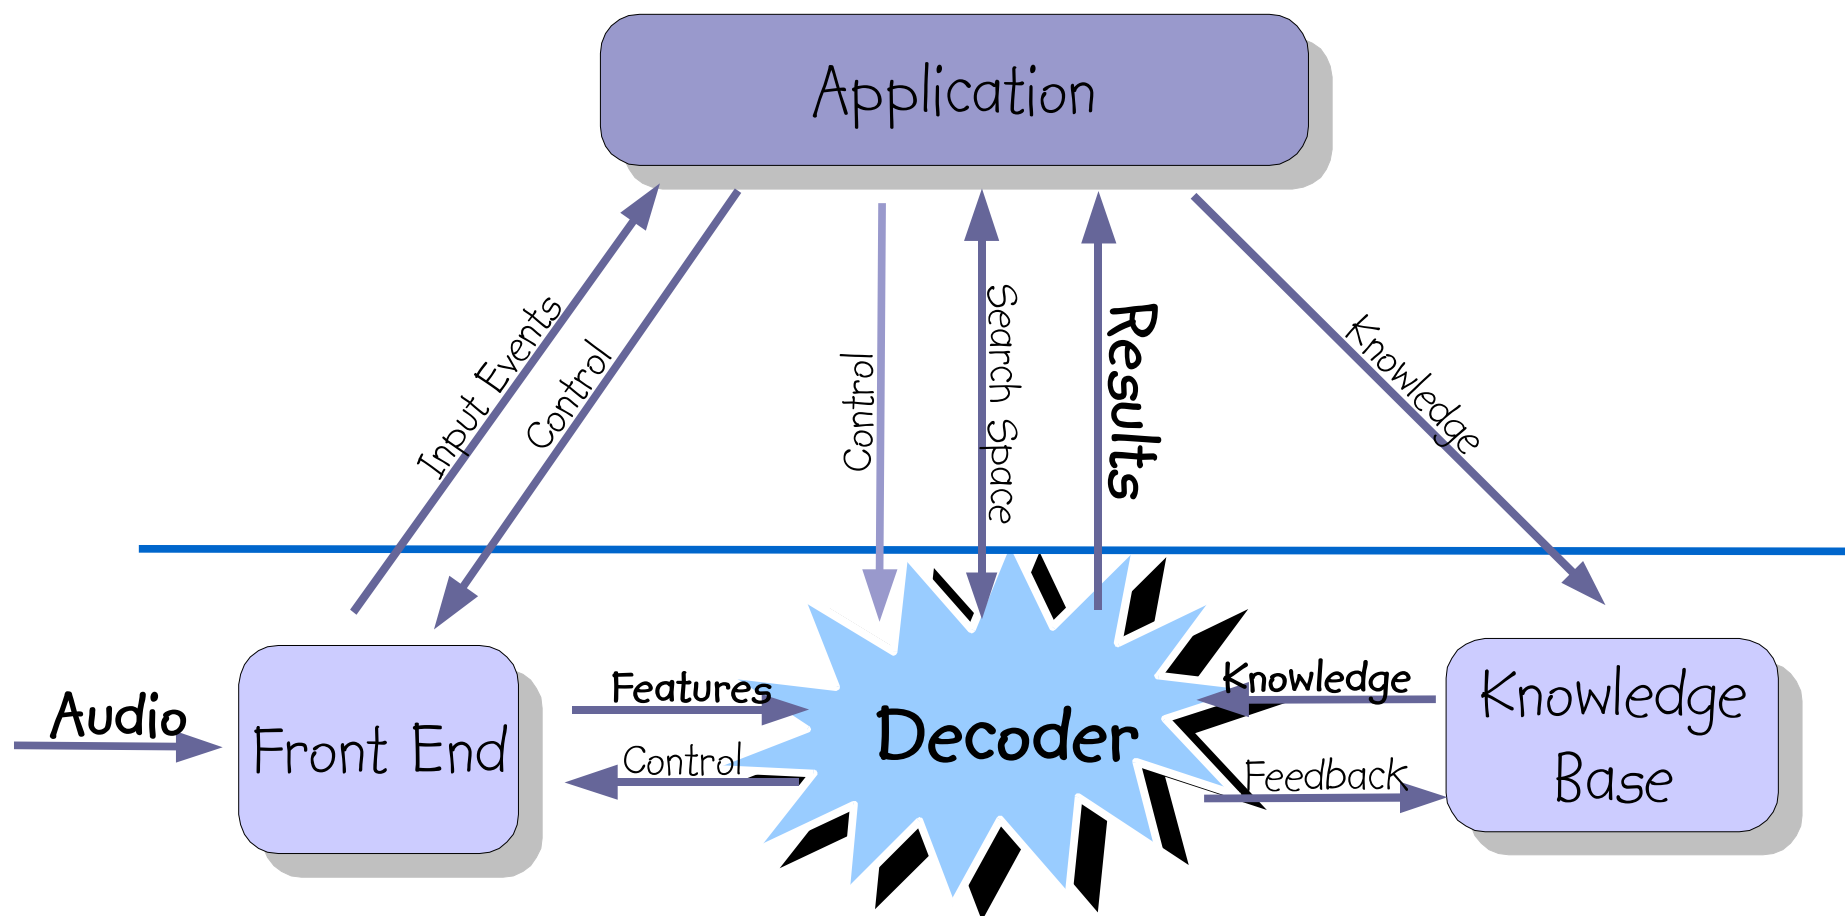 Application
Input Events
Control
Control
Search Space
Results
Knowledge
Audio
Front End
Features
Control
Decoder
Knowledge
Feedback
Knowledge
Base